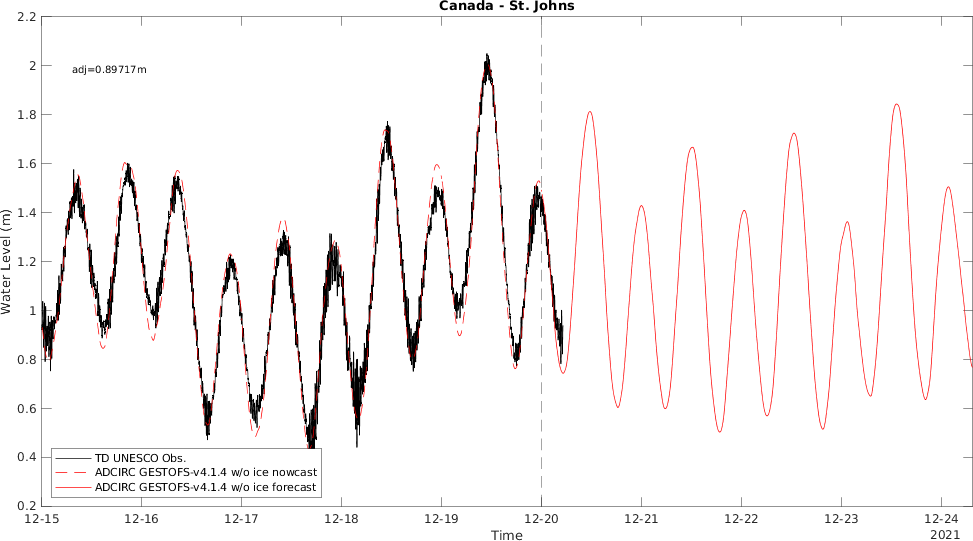 Canada - St. Johns
2.2
2
1.8
1.6
1.4
1.2
1
0.8
0.6
0.4
0.2
Water Level (m)
adj=0.89717m
TD UNESCO Obs.
ADCIRC GESTOFS-v4.1.4 w/o ice nowcast
ADCIRC GESTOFS-v4.1.4 w/o ice forecast
12-15 12-16 12-17 12-18 12-19 12-20 12-21 12-22 12-23 12-24
2021
Time